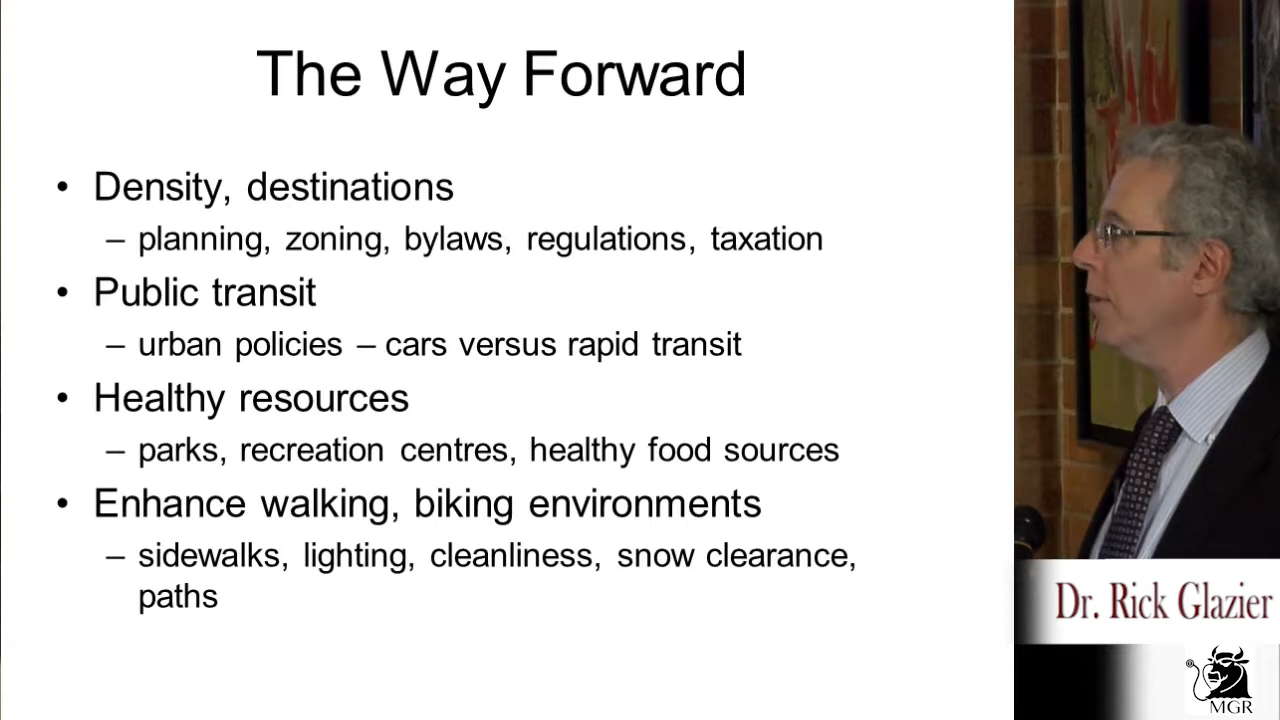 The Way Forward
• Density, destinations
– planning, zoning, bylaws, regulations, taxation
• Public transit
– urban policies – cars versus rapid transit
• Healthy resources
– parks, recreation centres, healthy food sources
• Enhance walking, biking environments
– sidewalks, lighting, cleanliness, snow clearance,
paths
Dr. Rick Glazier
MGR